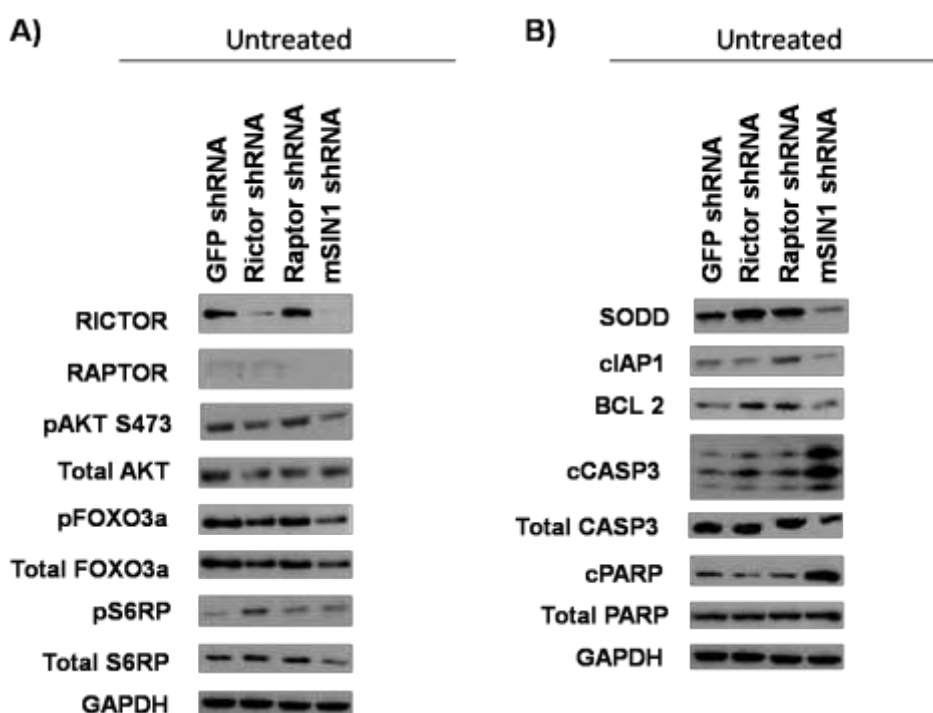 A)
Untreated
GFP shRNA
Rictor shRNA
Raptor shRNA
mSIN1 shRNA
RICTOR
RAPTOR
pAKT S473
Total AKT
pFOXO3a
Total FOXO3a
pS6RP
Total S6RP
GAPDH
B)
Untreated
GFP shRNA
Rictor shRNA
Raptor shRNA
mSIN1 shRNA
SODD
cIAP1
BCL 2
cCASP3
Total CASP3
cPARP
Total PARP
GAPDH